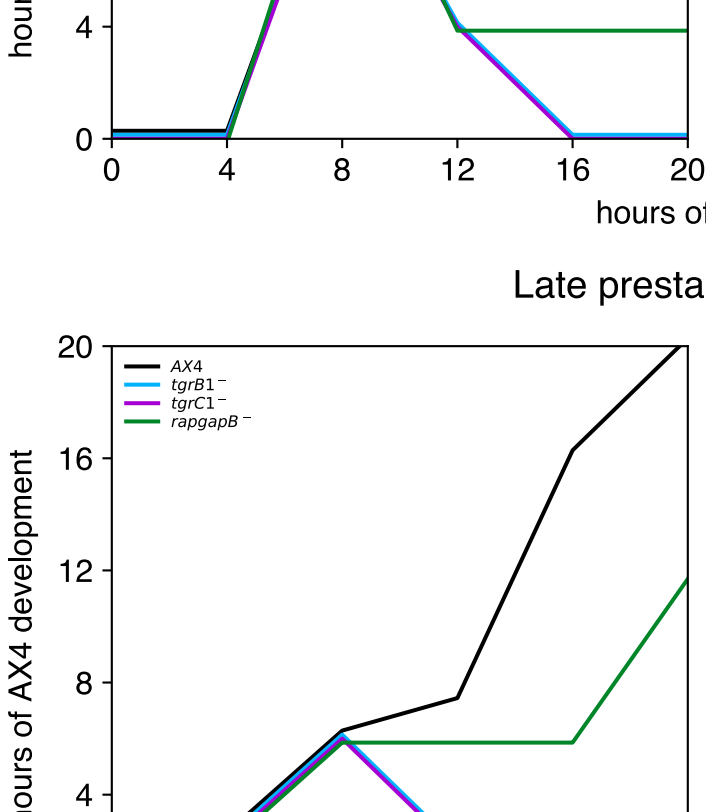 4
0
0 4 8 12 16 20
hours of
Late presta
20
AX4
tgrB1−
tgrC1−
rapgapB−
16
12
8
4
ours of AX4 development
hour